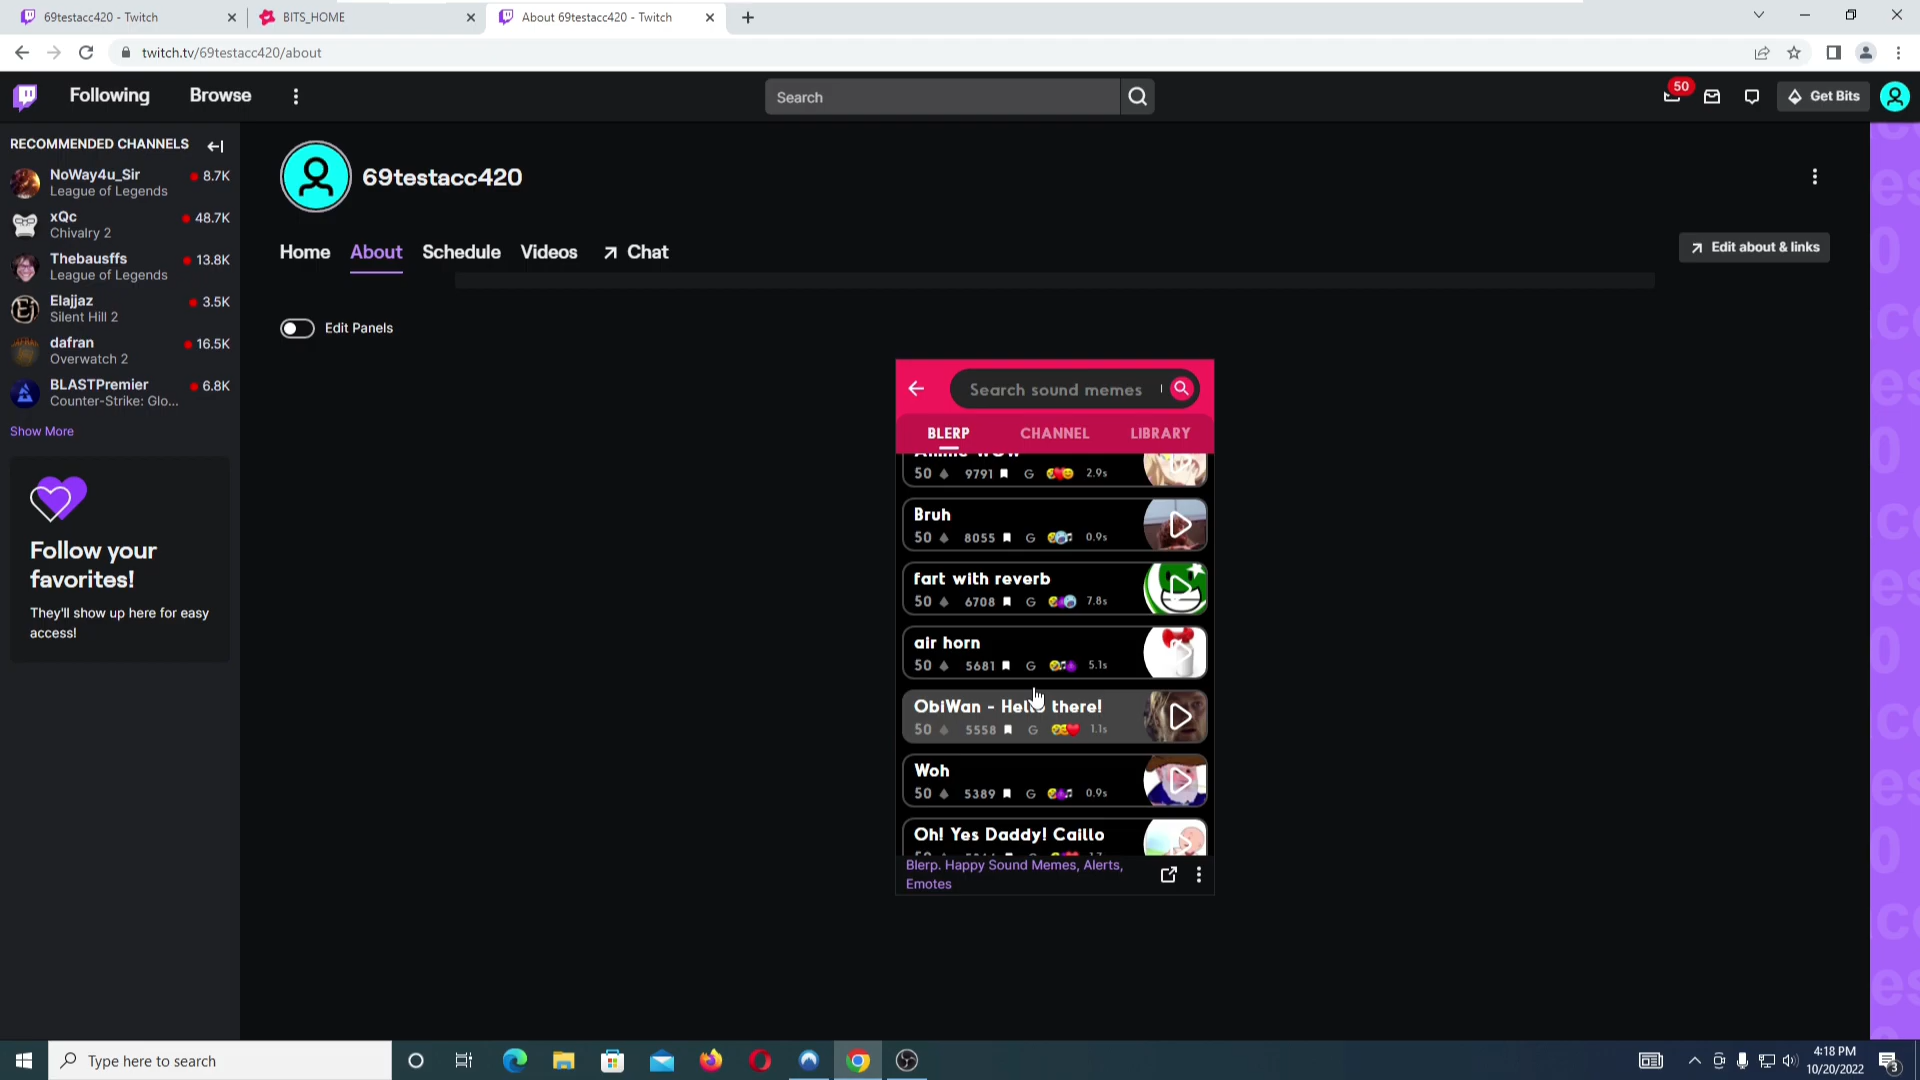 69testacc420 - Twitch
BITS_HOME
About 69testacc420 - Twitch
twitch.tv/69testacc420/about
Following
Browse
Search
50
Get Bits
RECOMMENDED CHANNELS
NoWay4u_Sir
8.7K
League of Legends
xQc
48.7K
Chivalry 2
Thebausffs
13.8K
League of Legends
Elajjaz
3.5K
Silent Hill 2
dafran
16.5K
Overwatch 2
BLASTPremier
6.8K
Counter-Strike: Glo...
Show More
Follow your
favorites!
They'll show up here for easy
access!
69testacc420
Home
About
Schedule
Videos
Chat
Edit about & links
Edit Panels
Search sound memes
BLERP
CHANNEL
LIBRARY
50 9791 G 2.9s
Bruh
50 8055 G 0.9s
fart with reverb
50 6708 G 7.8s
air horn
50 5681 G 5.1s
ObiWan - Hello there!
50 5558 G 1.1s
Woh
50 5389 G 0.9s
Oh! Yes Daddy! Caillo
Blerp. Happy Sound Memes, Alerts,
Emotes
Type here to search
4:18 PM
10/20/2022
3